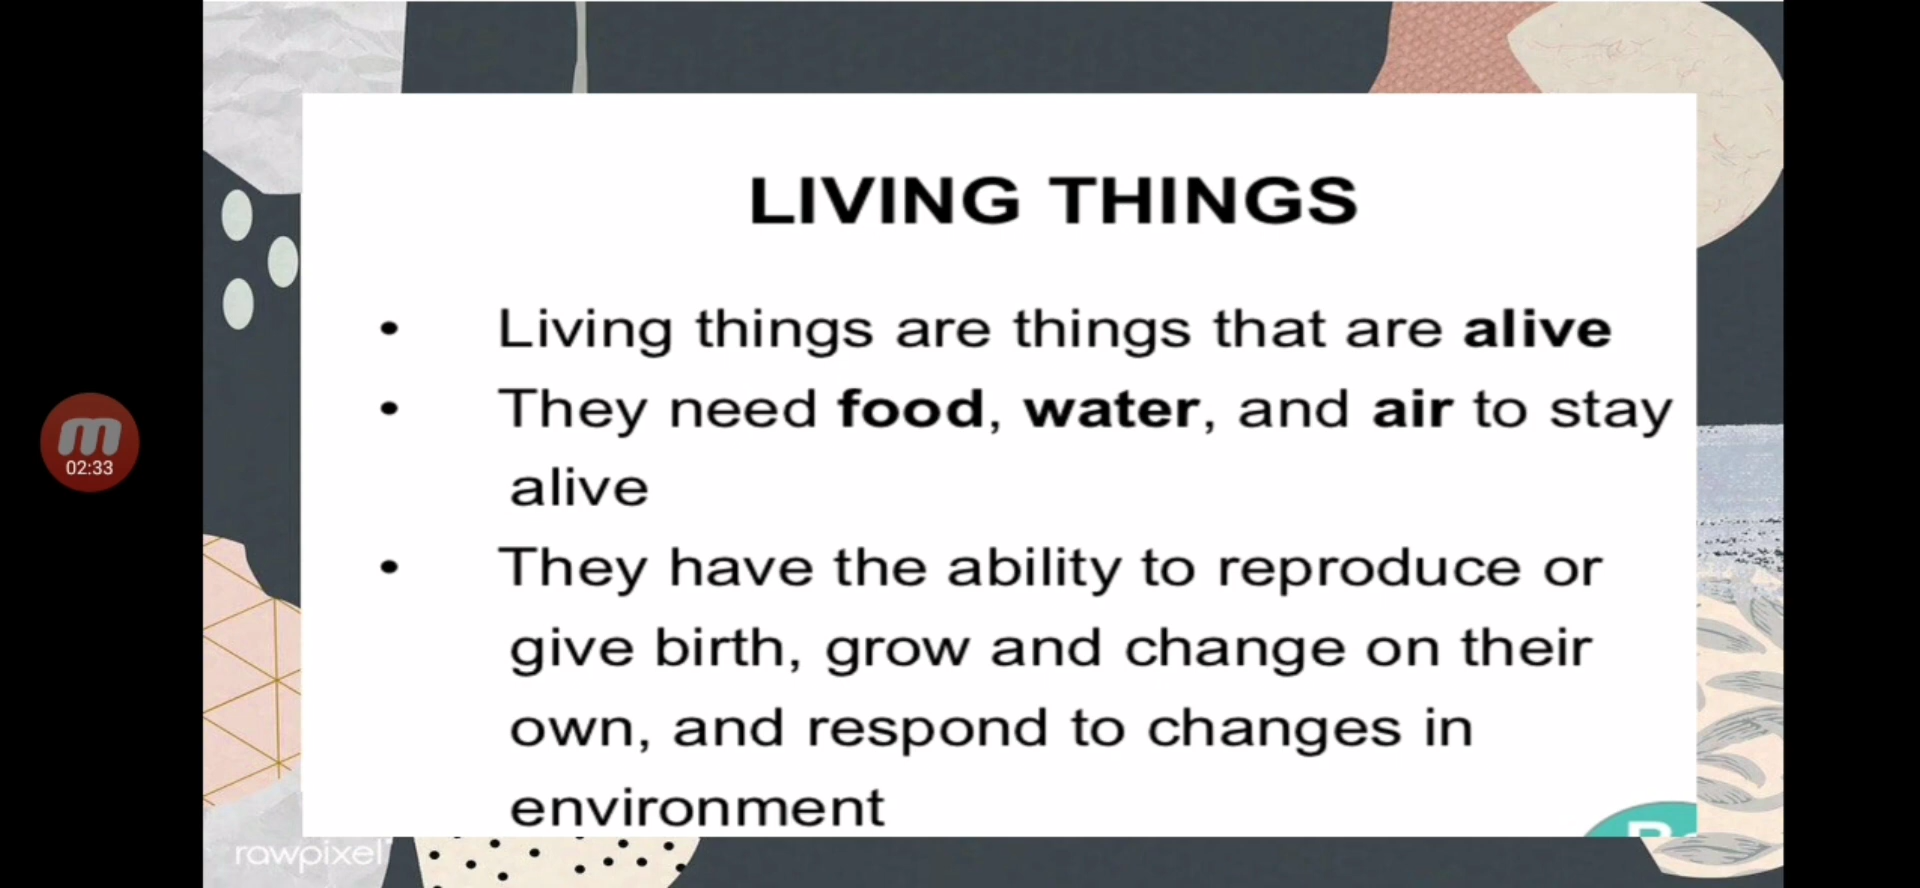 LIVING THINGS
• Living things are things that are alive
• They need food, water, and air to stay
alive
• They have the ability to reproduce or
give birth, grow and change on their
own, and respond to changes in
environment
02:33
rawpixel